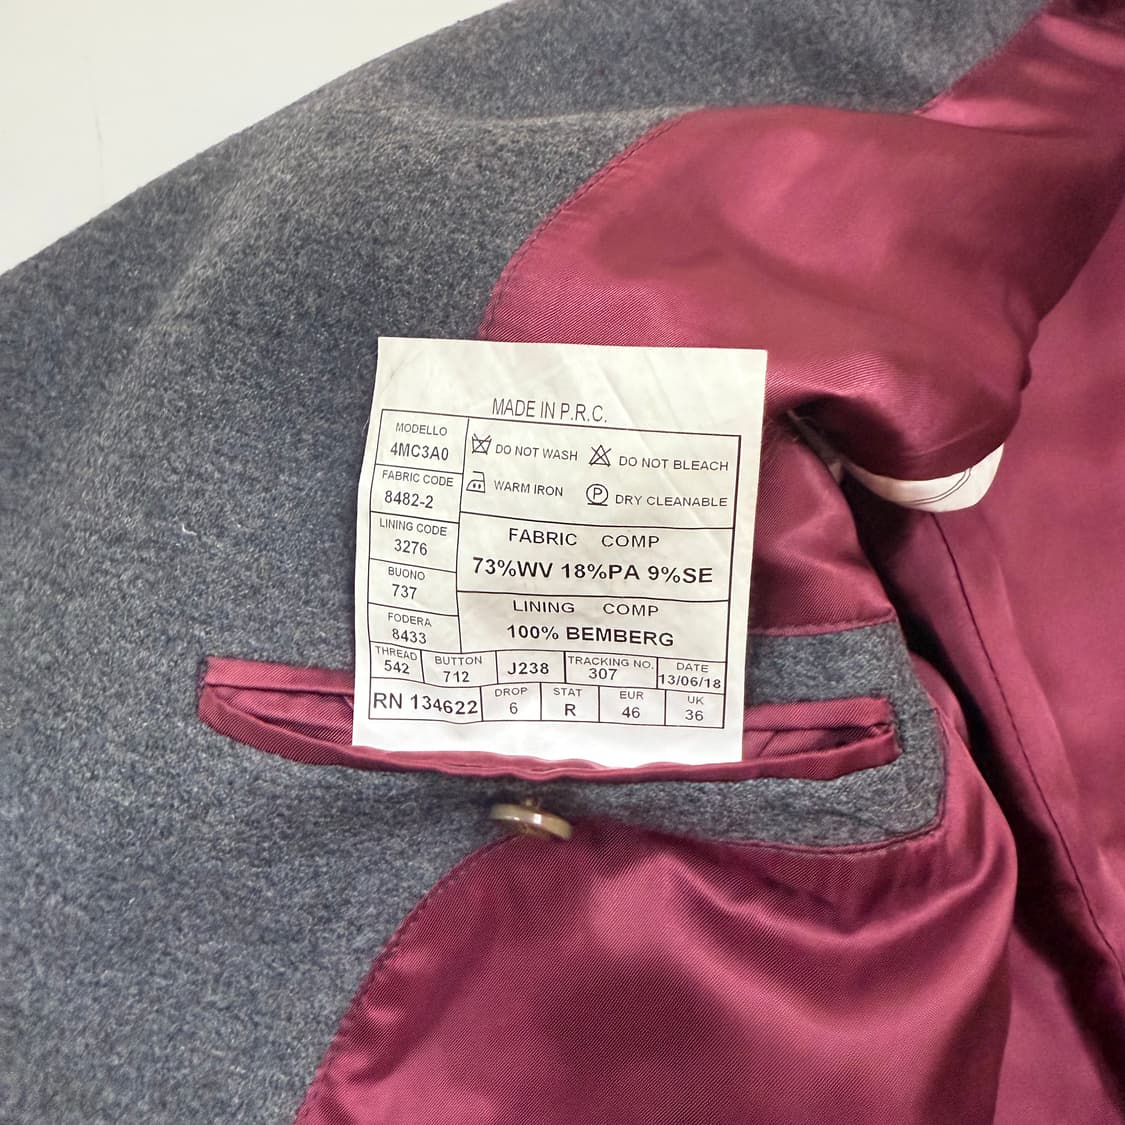 MADE IN P.R.C.
MODELLO
4MC3A0
DO NOT WASH DO NOT BLEACH
FABRIC CODE
8482-2
WARM IRON P DRY CLEANABLE
LINING CODE
3276
FABRIC COMP
73%WV 18%PA 9%SE
BUONO
737
LINING COMP
100% BEMBERG
FODERA
8433
THREAD
542
BUTTON
712
J238
TRACKING NO.
307
DATE
13/06/18
RN 134622
DROP
6
STAT
R
EUR
46
UK
36